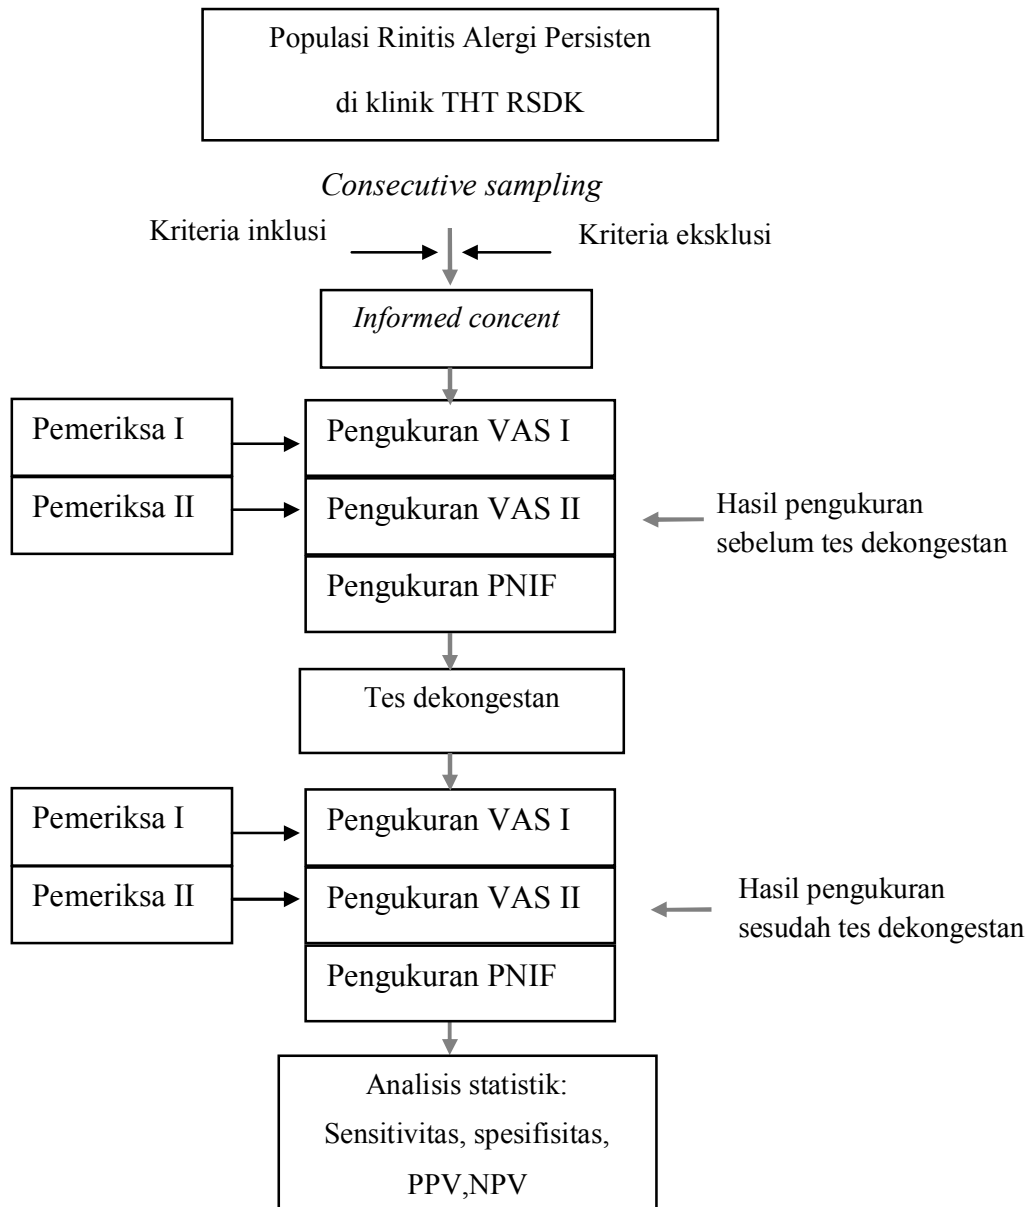 Populasi Rinitis Alergi Persisten
di klinik THT RSDK
Consecutive sampling
Kriteria inklusi
Kriteria eksklusi
Informed concent
Pemeriksa I
Pengukuran VAS I
Pemeriksa II
Pengukuran VAS II
Hasil pengukuran
sebelum tes dekongestan
Pengukuran PNIF
Tes dekongestan
Pemeriksa I
Pengukuran VAS I
Pemeriksa II
Pengukuran VAS II
Hasil pengukuran
sesudah tes dekongestan
Pengukuran PNIF
Analisis statistik:
Sensitivitas, spesifisitas,
PPV,NPV